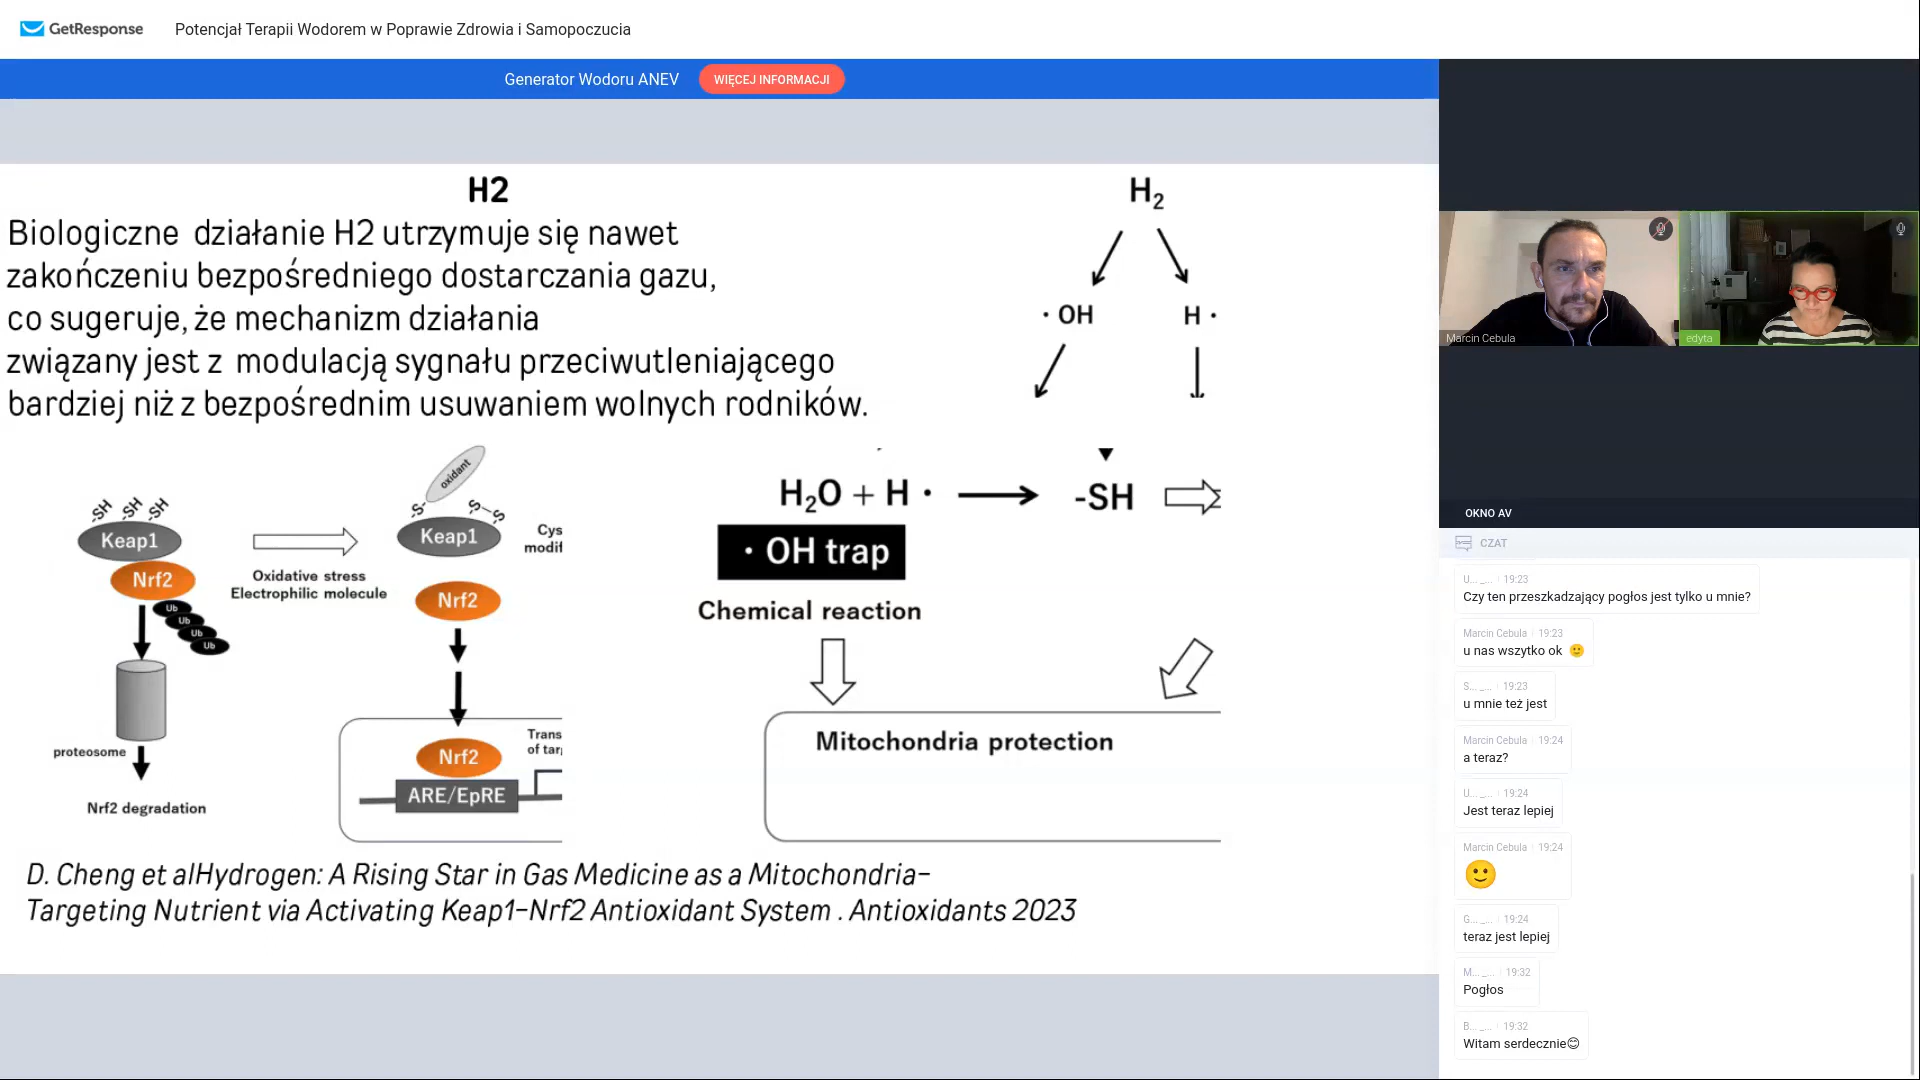 GetResponse
Potencjał Terapii Wodorem w Poprawie Zdrowia i Samopoczucia
Generator Wodoru ANEV
WIĘCEJ INFORMACJI
H2
Biologiczne działanie H2 utrzymuje się nawet
zakończeniu bezpośredniego dostarczania gazu,
co sugeruje, że mechanizm działania
związany jest z modulacją sygnału przeciwutleniającego
bardziej niż z bezpośrednim usuwaniem wolnych rodników.
H₂
· OH
H ·
-SH -SH -SH
Keap1
Nrf2
Ub
Ub
Ub
Ub
proteosome
Nrf2 degradation
Oxidative stress
Electrophilic molecule
oxidant
-S-
S-S
Keap1
Cys
modif
Nrf2
Trans
of tar
Nrf2
ARE/EpRE
H₂O + H ·
-SH
· OH trap
Chemical reaction
Mitochondria protection
D. Cheng et alHydrogen: A Rising Star in Gas Medicine as a Mitochondria-
Targeting Nutrient via Activating Keap1-Nrf2 Antioxidant System . Antioxidants 2023
Marcin Cebula
edyta
OKNO AV
CZAT
U... _... 19:23
Czy ten przeszkadzający pogłos jest tylko u mnie?
Marcin Cebula 19:23
u nas wszytko ok 🙂
S... _... 19:23
u mnie też jest
Marcin Cebula 19:24
a teraz?
U... _... 19:24
Jest teraz lepiej
Marcin Cebula 19:24
🙂
G... _... 19:24
teraz jest lepiej
M... _... 19:32
Pogłos
B... _... 19:32
Witam serdecznie😊